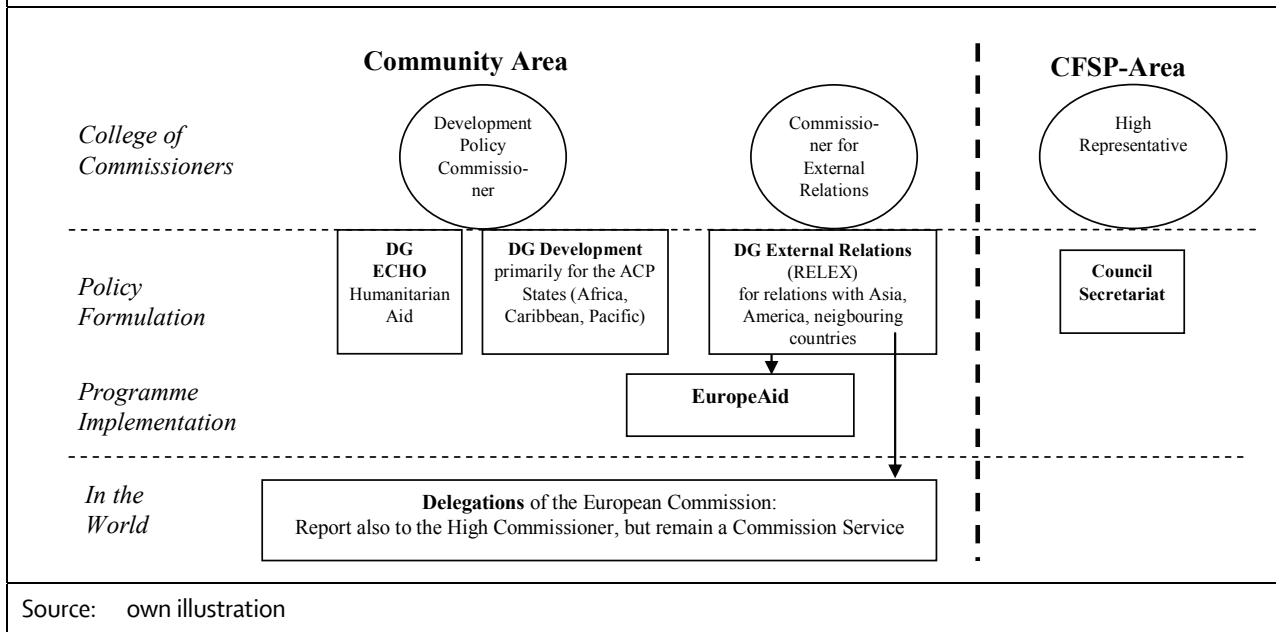 Community Area
CFSP-Area
College of
Commissioners
Development
Policy
Commissio-
ner
Commissio-
ner for
External
Relations
High
Representative
Policy
Formulation
DG
ECHO
Humanitarian
Aid
DG Development
primarily for the ACP
States (Africa,
Caribbean, Pacific)
DG External Relations
(RELEX)
for relations with Asia,
America, neigbouring
countries
Council
Secretariat
Programme
Implementation
EuropeAid
In the
World
Delegations of the European Commission:
Report also to the High Commissioner, but remain a Commission Service
Source: own illustration